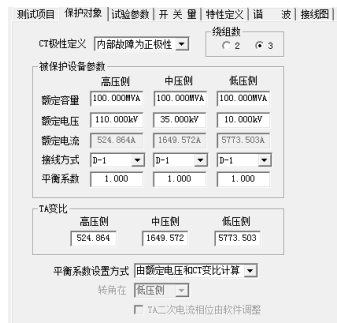 测试项目 保护对象 试验参数 开 关 量 特性定义 谐 波 接线图
绕组数
CT极性定义 内部故障为正极性 2 3
被保护设备参数
高压侧 中压侧 低压侧
额定容量 100.000MVA 100.000MVA 100.000MVA
额定电压 110.000kV 35.000kV 10.000kV
额定电流 524.864A 1649.572A 5773.503A
接线方式 D-1 D-1 D-1
平衡系数 1.000 1.000 1.000
TA变比
高压侧 中压侧 低压侧
524.864 1649.572 5773.503
平衡系数设置方式 由额定电压和CT变比计算
转角在 低压侧
TA二次电流相位由软件调整